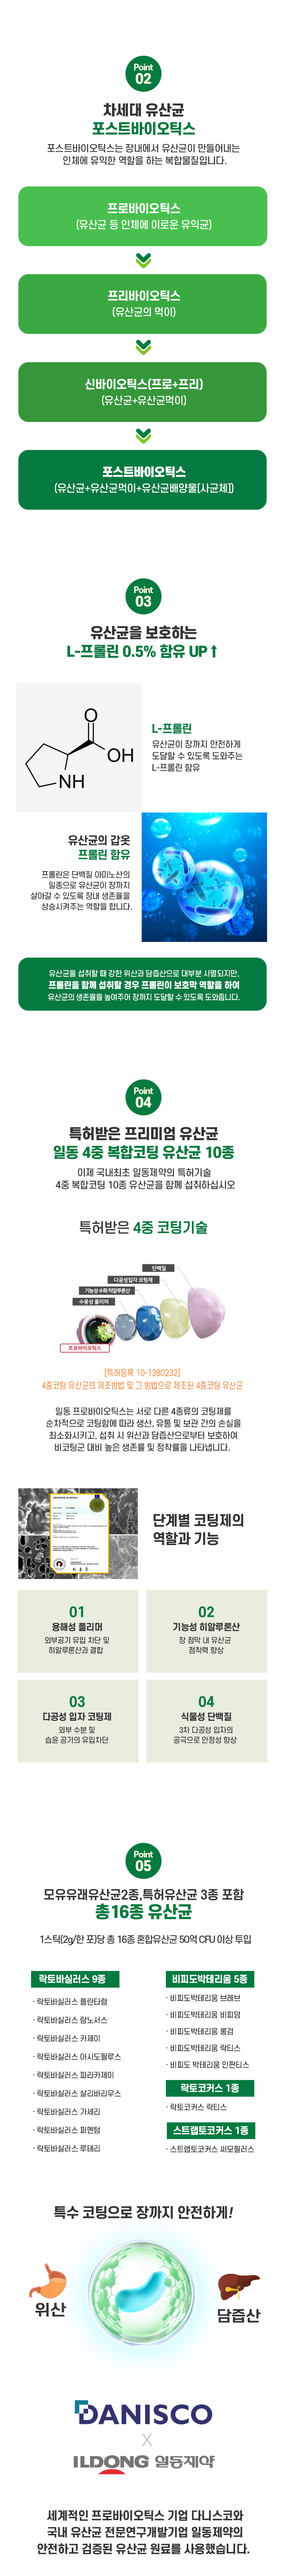 Point
02
차세대 유산균
포스트바이오틱스
포스트바이오틱스는 장내에서 유산균이 만들어내는
인체에 유익한 역할을 하는 복합물질입니다.
프로바이오틱스
(유산균 등 인체에 이로운 유익균)
프리바이오틱스
(유산균의 먹이)
신바이오틱스(프로+프리)
(유산균+유산균먹이)
포스트바이오틱스
(유산균+유산균먹이+유산균배양물[사균체])
Point
03
유산균을 보호하는
L-프롤린 0.5% 함유 UP↑
O
OH
NH
L-프롤린
유산균이 장까지 안전하게
도달할 수 있도록 도와주는
L-프롤린 함유
유산균의 갑옷
프롤린 함유
프롤린은 단백질 아미노산의
일종으로 유산균이 장까지
살아갈 수 있도록 장내 생존율을
상승시켜주는 역할을 합니다.
유산균을 섭취할 때 강한 위산과 담즙산으로 대부분 사멸되지만,
프롤린을 함께 섭취할 경우 프롤린이 보호막 역할을 하여
유산균의 생존율을 높여주어 장까지 도달할 수 있도록 도와줍니다.
Point
04
특허받은 프리미엄 유산균
일동 4중 복합코팅 유산균 10종
이제 국내최초 일동제약의 특허기술
4중 복합코팅 10종 유산균을 함께 섭취하십시오
특허받은 4중 코팅기술
단백질
다공성입자 코팅제
기능성 수화 히알루론산
수용성 폴리머
프로바이오틱스
[특허등록 10-1280232]
4중코팅 유산균의 제조방법 및 그 방법으로 제조된 4중코팅 유산균
일동 프로바이오틱스는 서로 다른 4종류의 코팅제를
순차적으로 코팅함에 따라 생산, 유통 및 보관 간의 손실을
최소화시키고, 섭취 시 위산과 담즙산으로부터 보호하여
비코팅군 대비 높은 생존률 및 정착률을 나타냅니다.
단계별 코팅제의
역할과 기능
01
용해성 폴리머
외부공기 유입 차단 및
히알루론산과 결합
02
기능성 히알루론산
장 점막 내 유산균
점착력 향상
03
다공성 입자 코팅제
외부 수분 및
습윤 공기의 유입차단
04
식물성 단백질
3차 다공성 입자의
공극으로 안정성 향상
Point
05
모유유래유산균2종,특허유산균 3종 포함
총16종 유산균
1스틱(2g/한 포)당 총 16종 혼합유산균 50억 CFU 이상 투입
락토바실러스 9종
· 락토바실러스 플란타럼
· 락토바실러스 람노서스
· 락토바실러스 카제이
· 락토바실러스 아시도필루스
· 락토바실러스 파라카제이
· 락토바실러스 살리바리우스
· 락토바실러스 가세리
· 락토바실러스 퍼멘텀
· 락토바실러스 루테리
비피도박테리움 5종
· 비피도박테리움 브레브
· 비피도박테리움 비피덤
· 비피도박테리움 롱검
· 비피도박테리움 락티스
· 비피도 박테리움 인판티스
락토코커스 1종
· 락토코커스 락티스
스트랩토코커스 1종
· 스트랩토코커스 써모필러스
특수 코팅으로 장까지 안전하게!
위산
담즙산
DANISCO
X
ILDONG 일동제약
세계적인 프로바이오틱스 기업 다니스코와
국내 유산균 전문연구개발기업 일동제약의
안전하고 검증된 유산균 원료를 사용했습니다.